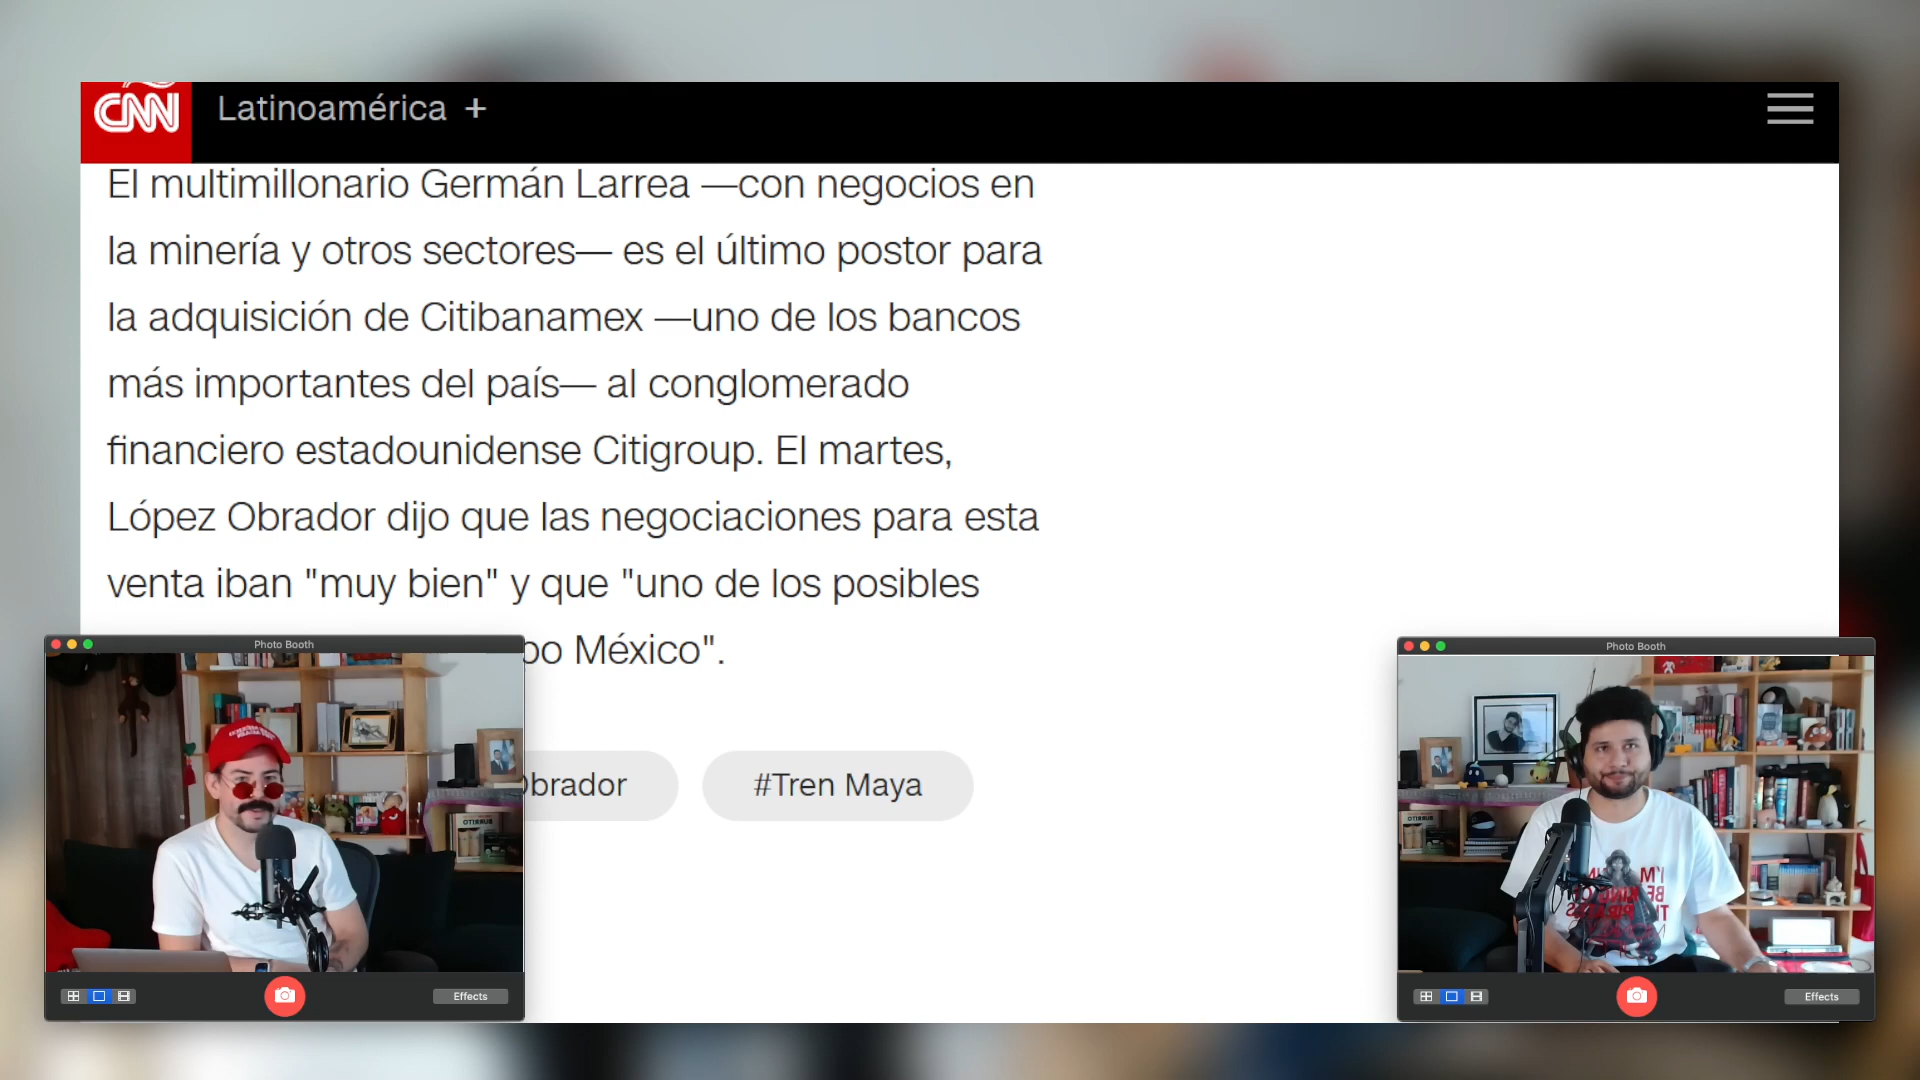 CNN
Latinoamérica +
El multimillonario Germán Larrea —con negocios en
la minería y otros sectores— es el último postor para
la adquisición de Citibanamex —uno de los bancos
más importantes del país— al conglomerado
financiero estadounidense Citigroup. El martes,
López Obrador dijo que las negociaciones para esta
venta iban "muy bien" y que "uno de los posibles
po México".
Obrador
#Tren Maya
Photo Booth
Effects
Photo Booth
Effects